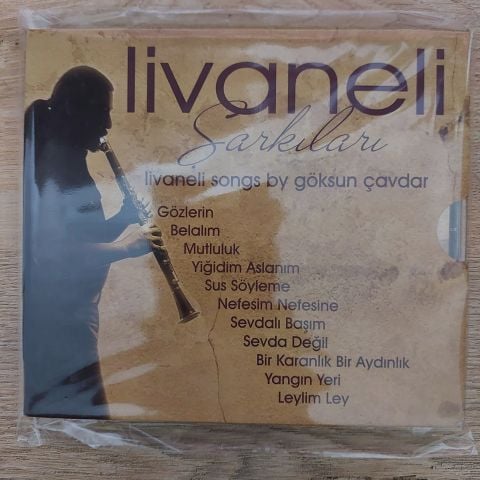 livaneli
Şarkıları
livaneli songs by göksun çavdar
Gözlerin
Belalım
Mutluluk
Yiğidim Aslanım
Sus Söyleme
Nefesim Nefesine
Sevdalı Başım
Sevda Değil
Bir Karanlık Bir Aydınlık
Yangın Yeri
Leylim Ley